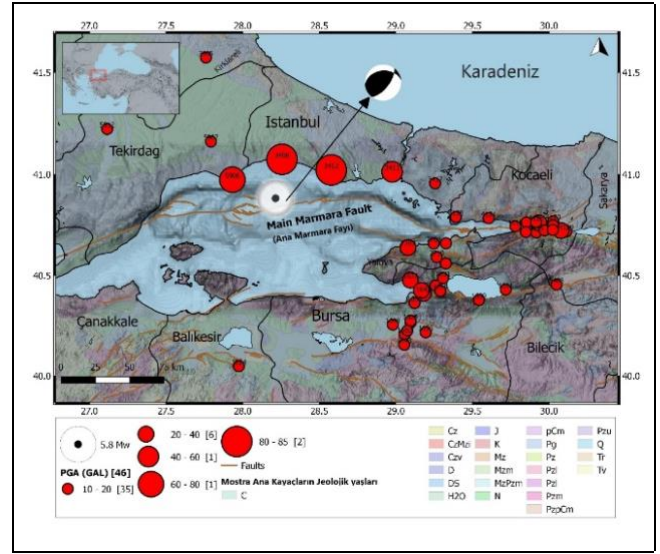 27.0 27.5 28.0 28.5 29.0 29.5 30.0
41.5
41.5
Karadeniz
Istanbul
Tekirdag
41.0
41.0
Kocaeli
Sakarya
Main Marmara Fault
(Ana Marmara Fayı)
Yalova
40.5
40.5
Çanakkale
Balıkesir
Bursa
Bilecik
40.0
40.0
0 25 50 75 km
27.0 27.5 28.0 28.5 29.0 29.5 30.0
5.8 Mw
PGA (GAL) [46]
10 - 20 [35]
20 - 40 [6]
40 - 60 [1]
60 - 80 [1]
80 - 85 [2]
Faults
Mostra Ana Kayaçların Jeolojik yaşları
C
Cz
CzMzi
Czv
D
DS
H2O
J
K
Mz
Mzm
MzPzm
N
pCm
Pg
Pz
Pzi
Pzl
Pzm
PzpCm
Pzu
Q
Tr
Tv